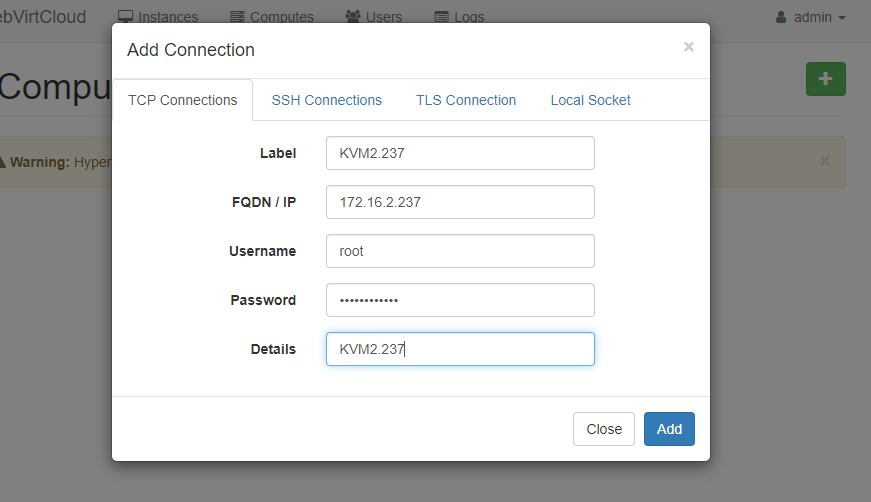 ebVirtCloud Instances Computes Users Logs admin
Add Connection ×
Compu
TCP Connections SSH Connections TLS Connection Local Socket
Label KVM2.237
Warning: Hyper ×
FQDN / IP 172.16.2.237
Username root
Password ••••••••••••
Details KVM2.237
Close Add